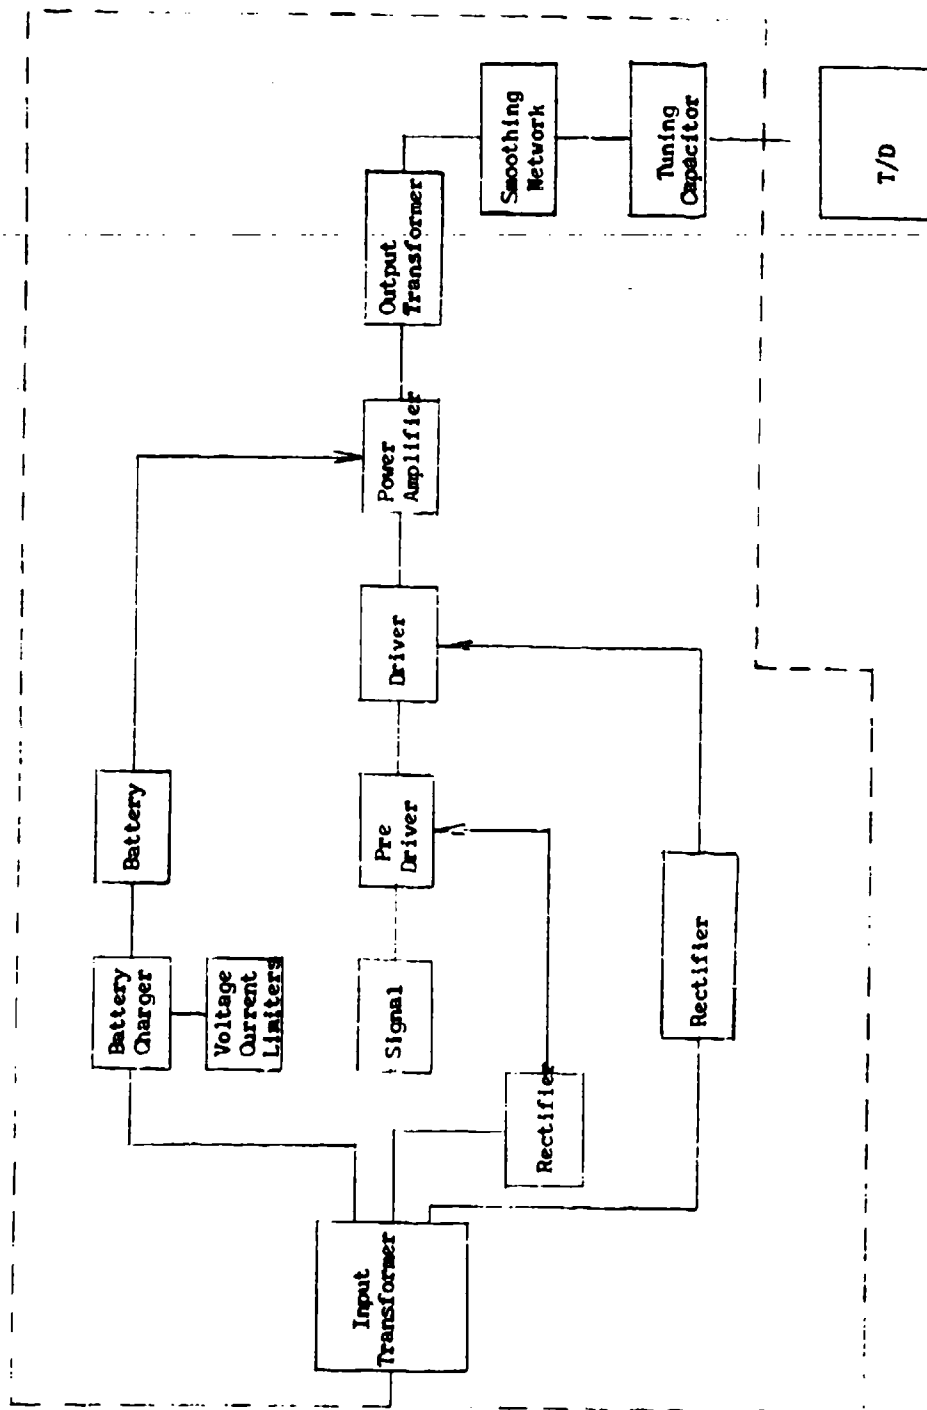 Input
Transformer
Battery
Charger
Voltage
Current
Limiters
Battery
Signal
Pre
Driver
Driver
Power
Amplifier
Output
Transformer
Smoothing
Network
Tuning
Capacitor
T/D
Rectifier
Rectifier